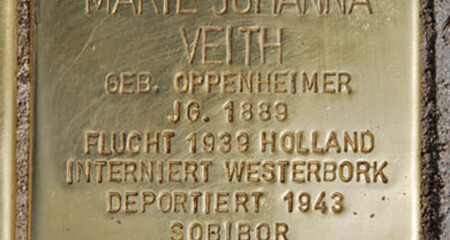 MARIE JOHANNA
VEITH
GEB. OPPENHEIMER
JG. 1889
FLUCHT 1939 HOLLAND
INTERNIERT WESTERBORK
DEPORTIERT 1943
SOBIBOR